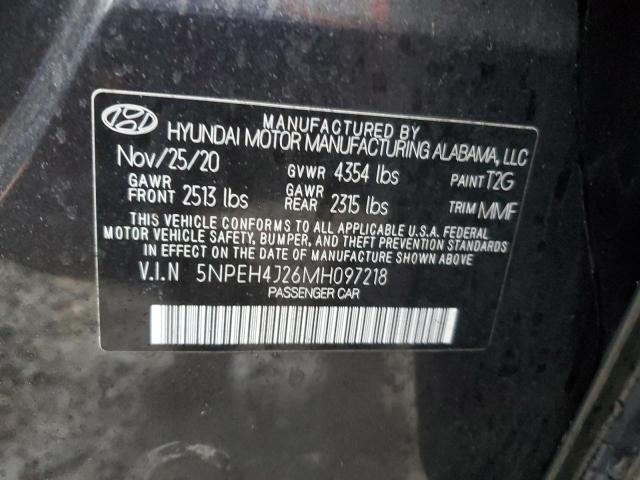 MANUFACTURED BY
HYUNDAI MOTOR MANUFACTURING ALABAMA, LLC
Nov/25/20 GVWR 4354 lbs PAINT T2G
GAWR FRONT 2513 lbs GAWR REAR 2315 lbs TRIM MMF
THIS VEHICLE CONFORMS TO ALL APPLICABLE U.S.A. FEDERAL
MOTOR VEHICLE SAFETY, BUMPER, AND THEFT PREVENTION STANDARDS
IN EFFECT ON THE DATE OF MANUFACTURE SHOWN ABOVE.
V.I.N 5NPEH4J26MH097218
PASSENGER CAR